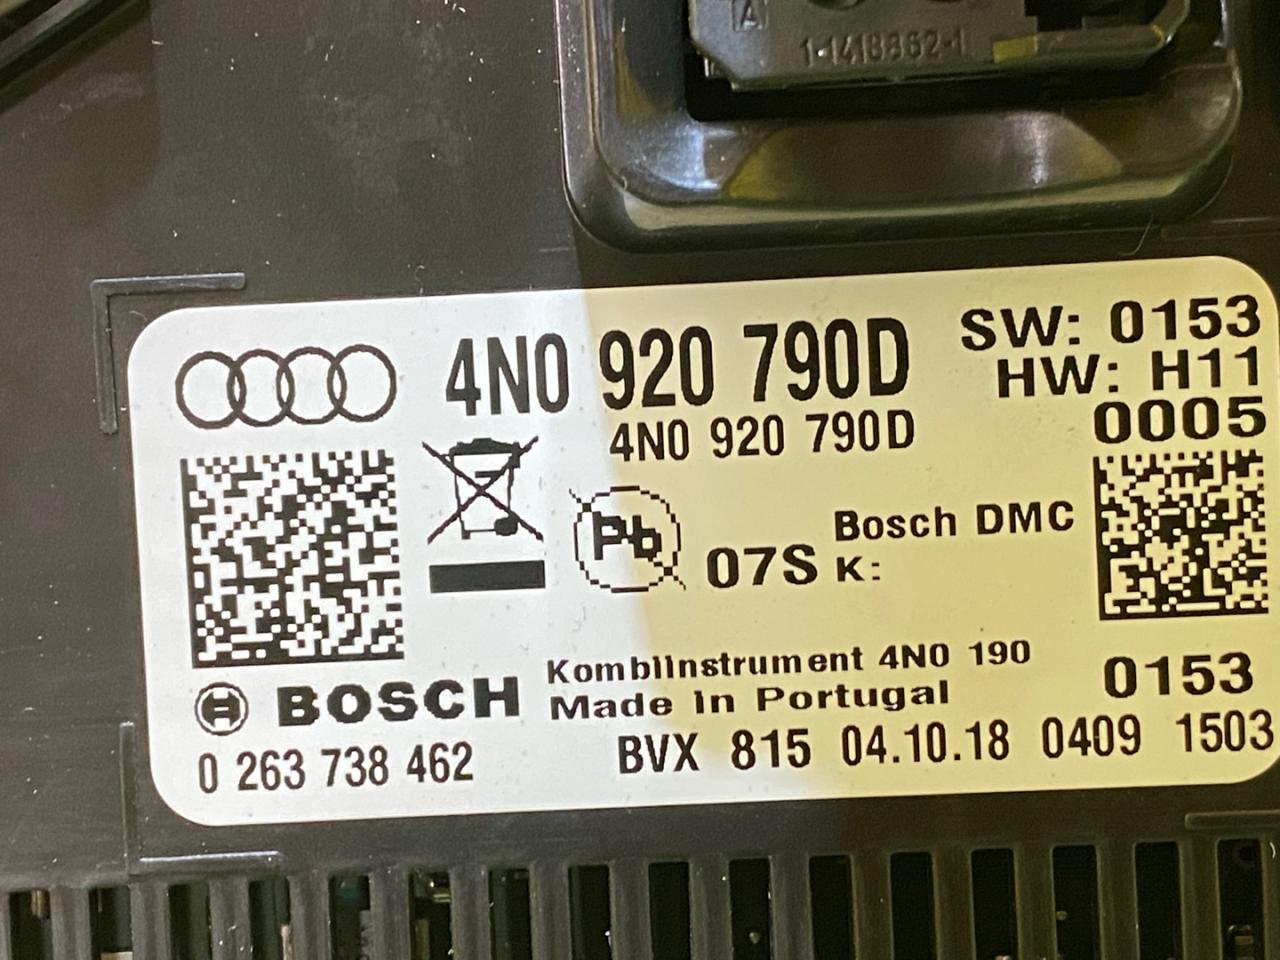 A
1-1418862-1
4N0 920 790D
4N0 920 790D
SW: 0153
HW: H11
0005
Pb
07S
Bosch DMC
K:
Kombiinstrument 4N0 190
Made in Portugal
0153
BOSCH
0 263 738 462
BVX 815 04.10.18 0409 1503